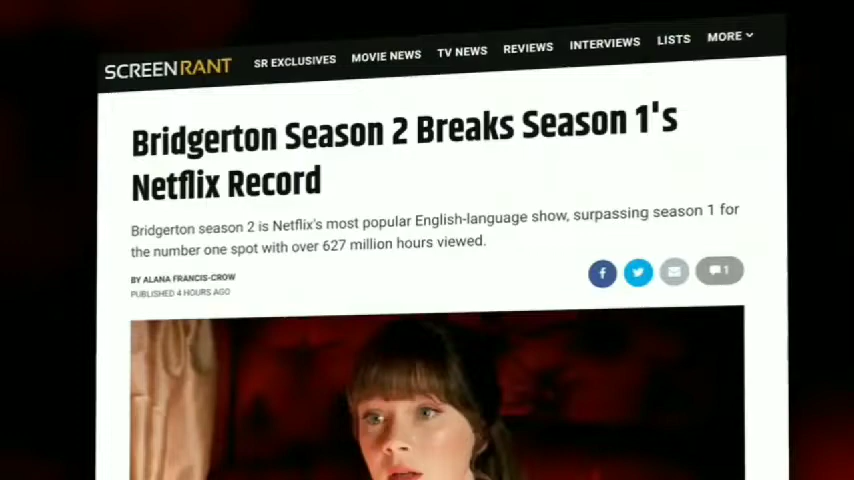 SCREENRANT SR EXCLUSIVES MOVIE NEWS TV NEWS REVIEWS INTERVIEWS LISTS MORE
Bridgerton Season 2 Breaks Season 1's
Netflix Record
Bridgerton season 2 is Netflix's most popular English-language show, surpassing season 1 for
the number one spot with over 627 million hours viewed.
BY ALANA FRANCIS-CROW
PUBLISHED 4 HOURS AGO
f 1